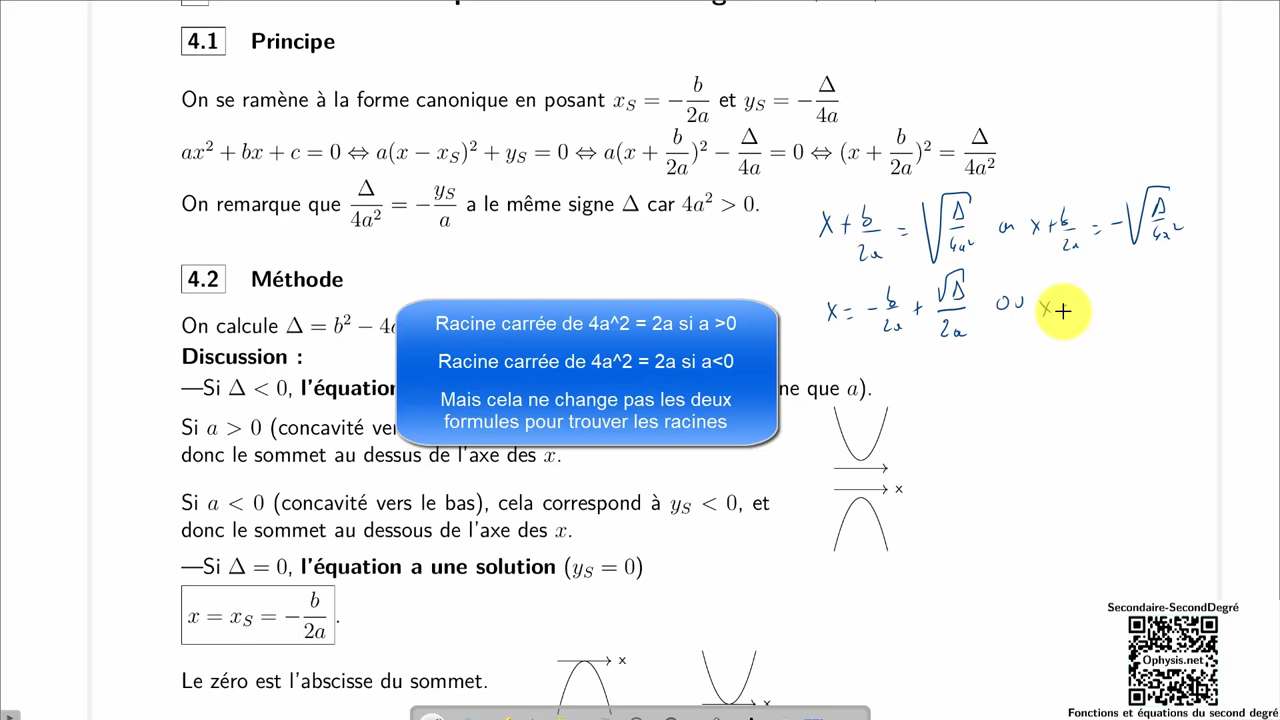 4.1 Principe
On se ramène à la forme canonique en posant x_S = −b/2a et y_S = −Δ/4a
ax² + bx + c = 0 ⇔ a(x − x_S)² + y_S = 0 ⇔ a(x + b/2a)² − Δ/4a = 0 ⇔ (x + b/2a)² = Δ/4a²
On remarque que Δ/4a² = −y_S/a a le même signe Δ car 4a² > 0.
x + b/2a = √(Δ/4a²) ou x + b/2a = −√(Δ/4a²)
x = −b/2a + √Δ/2a ou x
4.2 Méthode
On calcule Δ = b² − 4
Racine carrée de 4a^2 = 2a si a >0
Racine carrée de 4a^2 = 2a si a<0
Mais cela ne change pas les deux
formules pour trouver les racines
Discussion :
—Si Δ < 0, l'équation
ne que a).
Si a > 0 (concavité
donc le sommet au dessus de l'axe des x.
x
Si a < 0 (concavité vers le bas), cela correspond à y_S < 0, et
donc le sommet au dessous de l'axe des x.
—Si Δ = 0, l'équation a une solution (y_S = 0)
x = x_S = −b/2a.
x
x
Le zéro est l'abscisse du sommet.
Secondaire-SecondDegré
Ophysis.net
Fonctions et équations du second degré